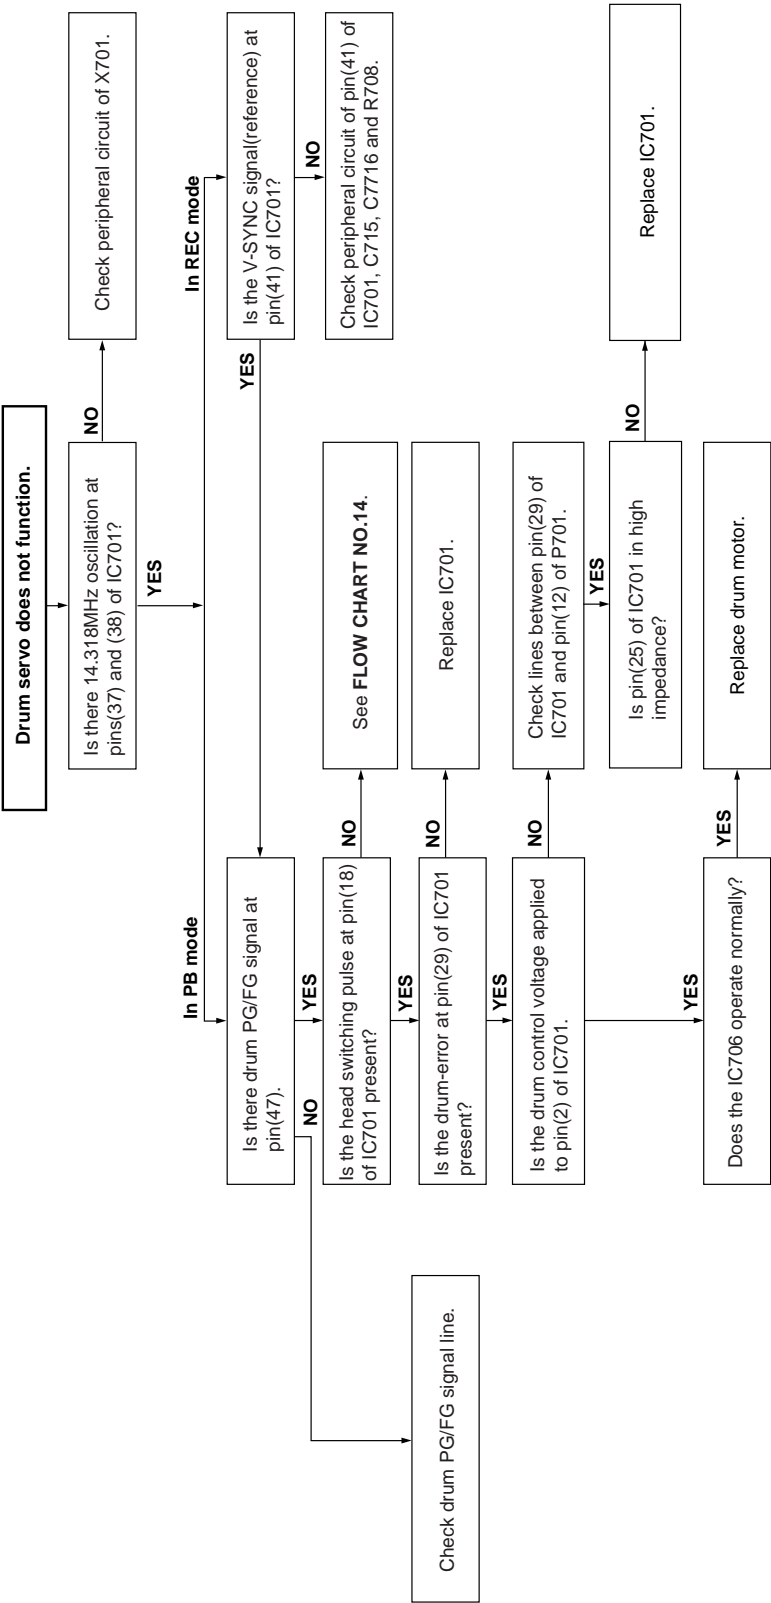 Drum servo does not function.
Is there 14.318MHz oscillation at
pins(37) and (38) of IC701?
NO
Check peripheral circuit of X701.
YES
In PB mode
In REC mode
Is there drum PG/FG signal at
pin(47).
YES
Is the V-SYNC signal(reference) at
pin(41) of IC701?
NO
Check peripheral circuit of pin(41) of
IC701, C715, C7716 and R708.
NO
YES
Is the head switching pulse at pin(18)
of IC701 present?
NO
See FLOW CHART NO.14.
YES
Check drum PG/FG signal line.
Is the drum-error at pin(29) of IC701
present?
NO
Replace IC701.
YES
Is the drum control voltage applied
to pin(2) of IC701.
NO
Check lines between pin(29) of
IC701 and pin(12) of P701.
YES
Is pin(25) of IC701 in high
impedance?
NO
Replace IC701.
YES
Does the IC706 operate normally?
YES
Replace drum motor.